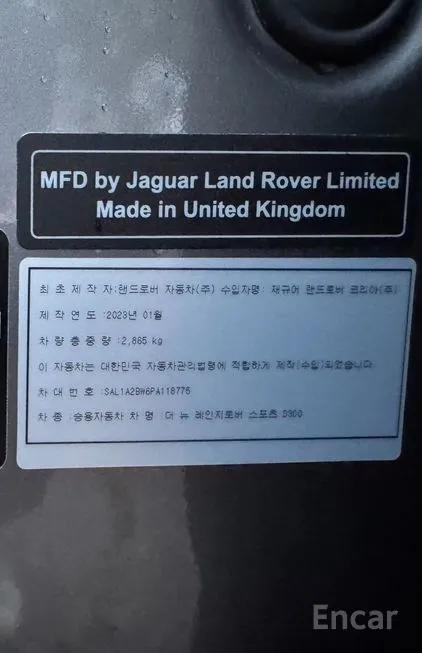 MFD by Jaguar Land Rover Limited
Made in United Kingdom
최 초 제 작 자:랜드로버 자동차(주) 수입자명: 재규어 랜드로버 코리아(주)
제 작 연 도 :2023년 01월
차 량 총 중 량 :2,865 kg
이 자동차는 대한민국 자동차관리법령에 적합하게 제작(수입)되었습니다
차 대 번 호 :SAL1A2BW6PA118775
차 종 : 승용자동차 차 명 :더 뉴 레인지로버 스포츠 D300
Encar